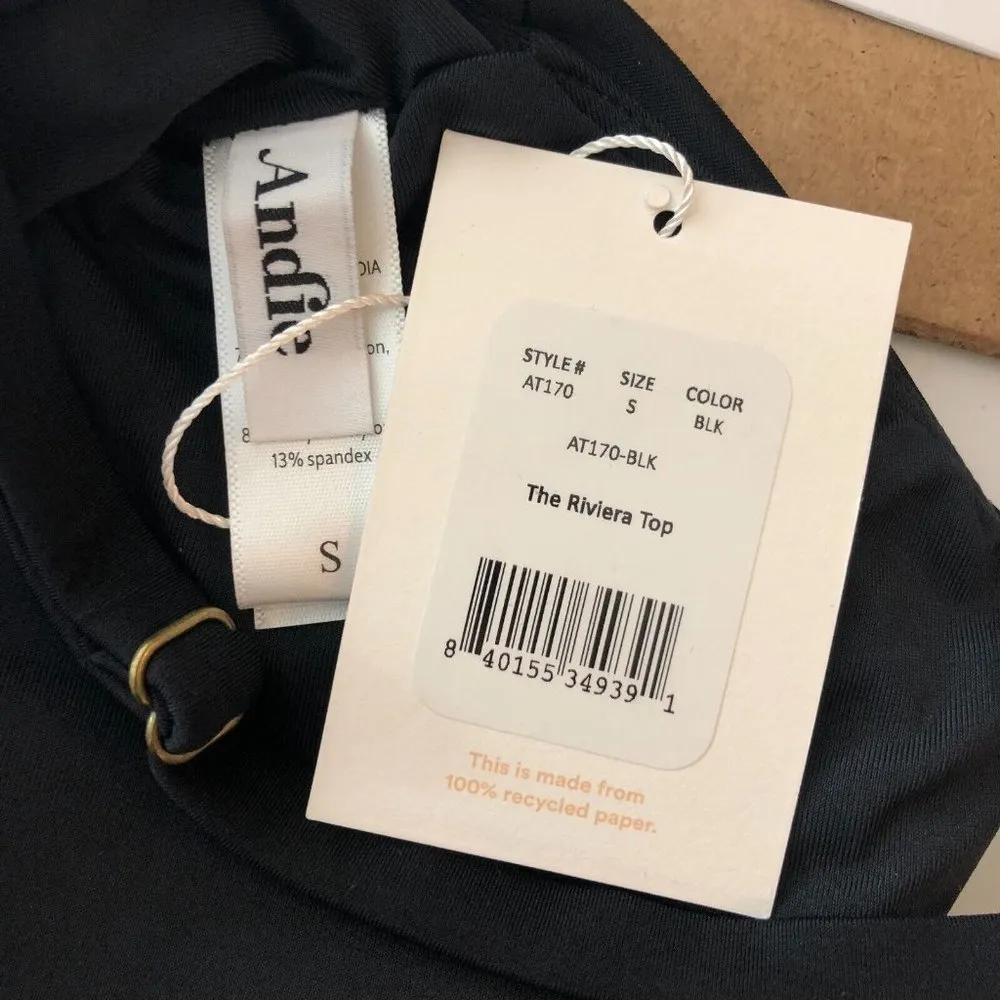 Andie
13% spandex
S
STYLE # SIZE COLOR
AT170 S BLK
AT170-BLK
The Riviera Top
8 40155 34939 1
This is made from
100% recycled paper.